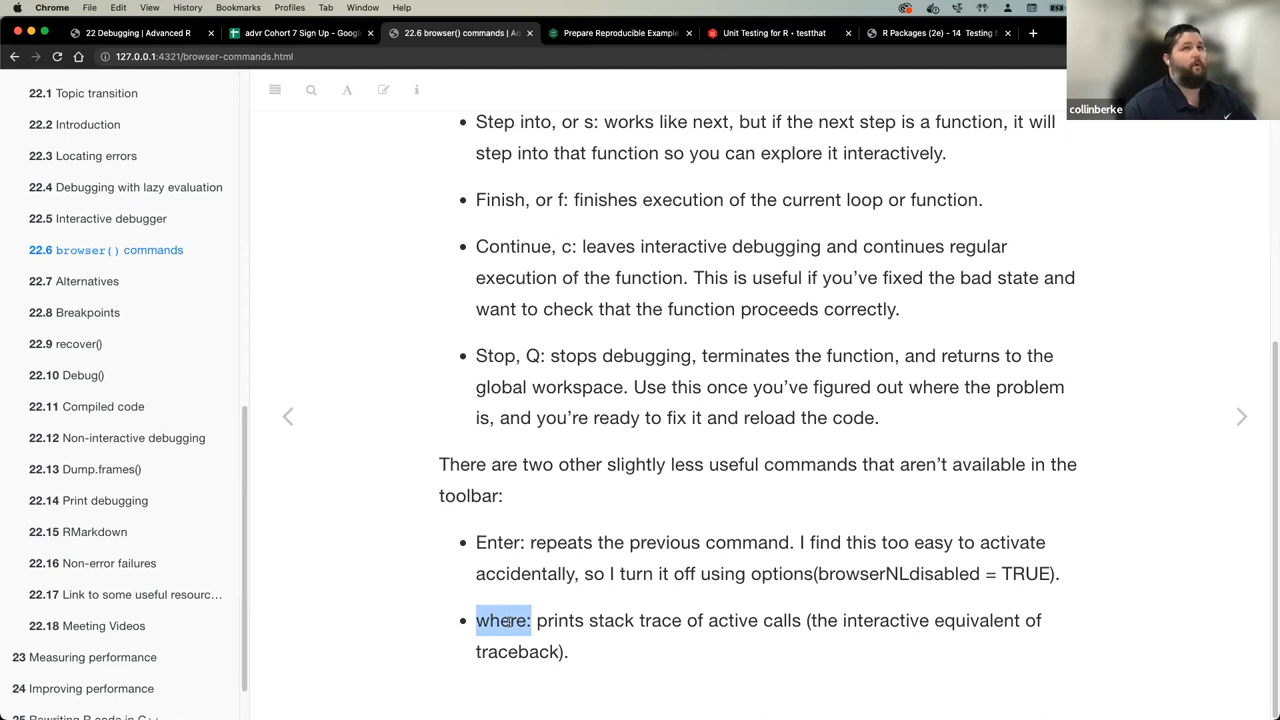 Chrome File Edit View History Bookmarks Profiles Tab Window Help
22 Debugging | Advanced R
advr Cohort 7 Sign Up - Goog
22.6 browser() commands | A
Prepare Reproducible Example
Unit Testing for R • testthat
R Packages (2e) - 14 Testing
127.0.0.1:4321/browser-commands.html
collinberke
22.1 Topic transition
22.2 Introduction
22.3 Locating errors
22.4 Debugging with lazy evaluation
22.5 Interactive debugger
22.6 browser() commands
22.7 Alternatives
22.8 Breakpoints
22.9 recover()
22.10 Debug()
22.11 Compiled code
22.12 Non-interactive debugging
22.13 Dump.frames()
22.14 Print debugging
22.15 RMarkdown
22.16 Non-error failures
22.17 Link to some useful resourc…
22.18 Meeting Videos
23 Measuring performance
24 Improving performance
25 Rewriting R code in C++
A
• Step into, or s: works like next, but if the next step is a function, it will
step into that function so you can explore it interactively.
• Finish, or f: finishes execution of the current loop or function.
• Continue, c: leaves interactive debugging and continues regular
execution of the function. This is useful if you've fixed the bad state and
want to check that the function proceeds correctly.
• Stop, Q: stops debugging, terminates the function, and returns to the
global workspace. Use this once you've figured out where the problem
is, and you're ready to fix it and reload the code.
There are two other slightly less useful commands that aren't available in the
toolbar:
• Enter: repeats the previous command. I find this too easy to activate
accidentally, so I turn it off using options(browserNLdisabled = TRUE).
• where: prints stack trace of active calls (the interactive equivalent of
traceback).